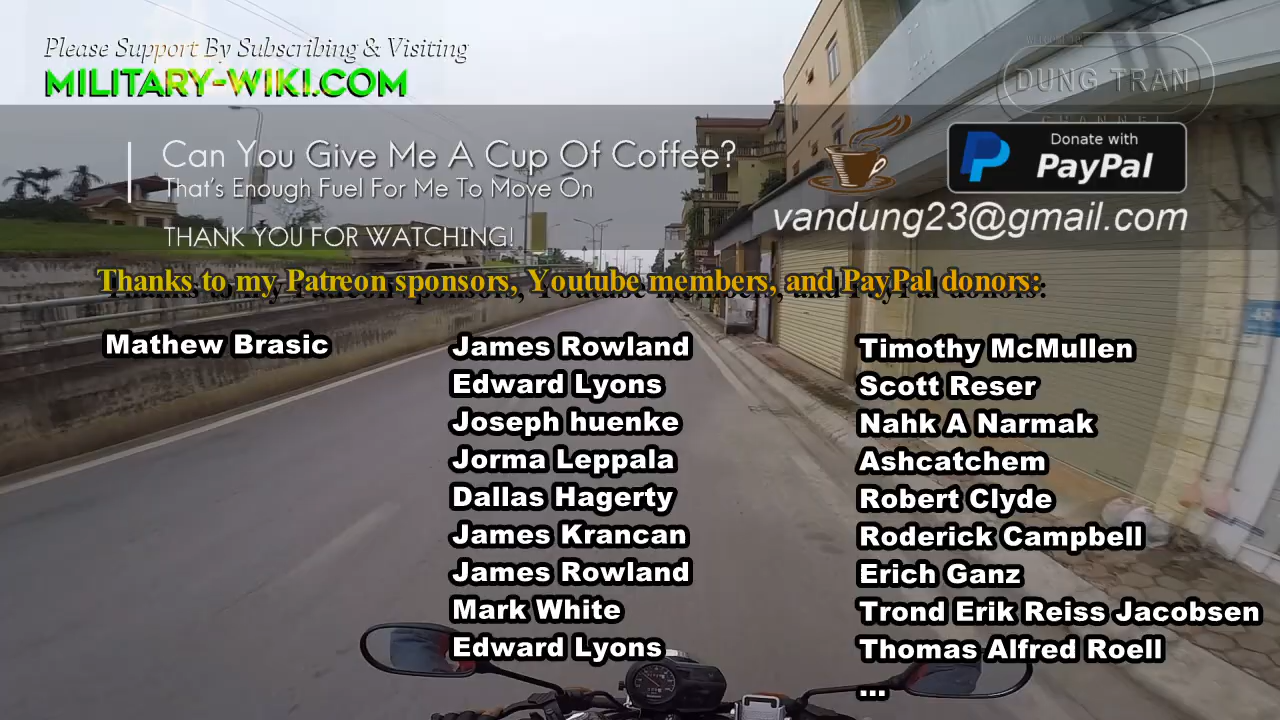 Please Support By Subscribing & Visiting
MILITARY-WIKI.COM
DUNG TRAN
CHANNEL
Can You Give Me A Cup Of Coffee?
That's Enough Fuel For Me To Move On
THANK YOU FOR WATCHING!
Donate with
PayPal
vandung23@gmail.com
Thanks to my Patreon sponsors, Youtube members, and PayPal donors:
Mathew Brasic
James Rowland
Edward Lyons
Joseph huenke
Jorma Leppala
Dallas Hagerty
James Krancan
James Rowland
Mark White
Edward Lyons
Timothy McMullen
Scott Reser
Nahk A Narmak
Ashcatchem
Robert Clyde
Roderick Campbell
Erich Ganz
Trond Erik Reiss Jacobsen
Thomas Alfred Roell
...